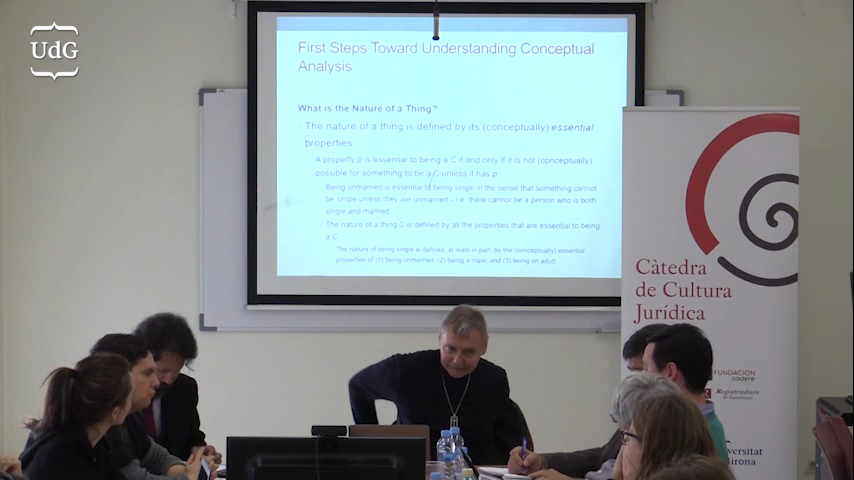 UdG
First Steps Toward Understanding Conceptual
Analysis
What is the Nature of a Thing?
The nature of a thing is defined by its (conceptually) essential
properties
A property p is essential to being a C if and only if it is not (conceptually)
possible for something to be a C unless it has p
Being unmarried is essential to being single in the sense that something cannot
be single unless they are unmarried – i.e. there cannot be a person who is both
single and married
The nature of a thing C is defined by all the properties that are essential to being
a C
The nature of being single is defined, at least in part, by the (conceptually) essential
properties of (1) being unmarried, (2) being a male, and (3) being an adult.
Càtedra
de Cultura
Jurídica
FUNDACIÓN
codere
Registradors
de Catalunya
versitat
irona